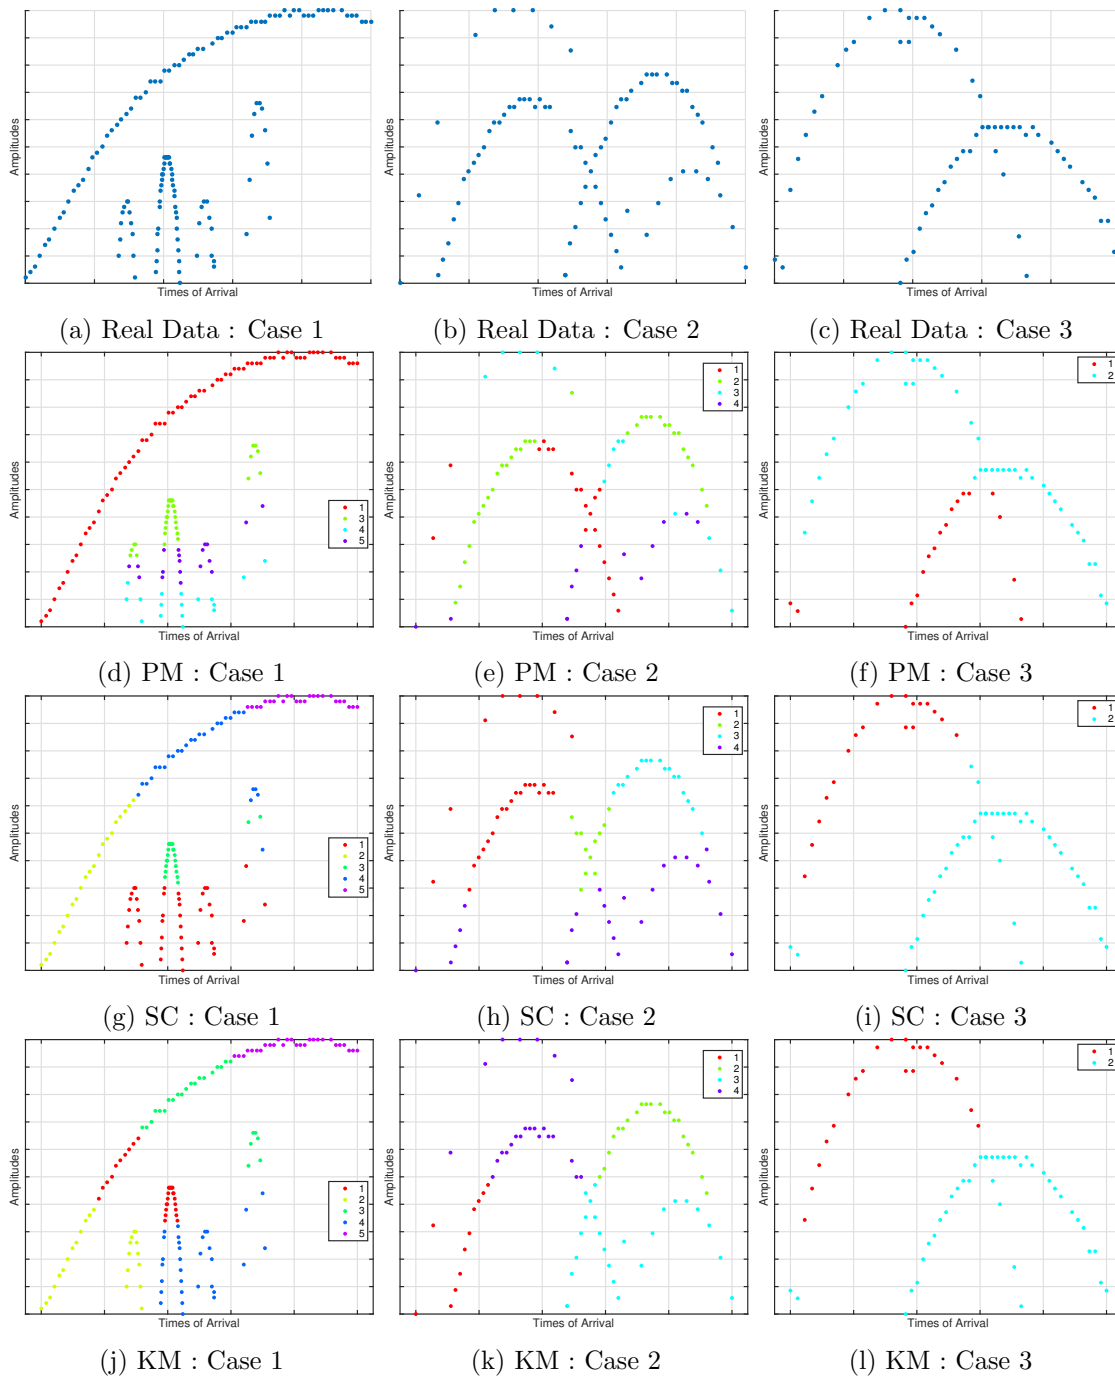 Amplitudes
Times of Arrival
(a) Real Data : Case 1
Amplitudes
Times of Arrival
(b) Real Data : Case 2
Amplitudes
Times of Arrival
(c) Real Data : Case 3
Amplitudes
1
3
4
5
Times of Arrival
(d) PM : Case 1
Amplitudes
1
2
3
4
Times of Arrival
(e) PM : Case 2
Amplitudes
1
2
Times of Arrival
(f) PM : Case 3
Amplitudes
1
2
3
4
5
Times of Arrival
(g) SC : Case 1
Amplitudes
1
2
3
4
Times of Arrival
(h) SC : Case 2
Amplitudes
1
2
Times of Arrival
(i) SC : Case 3
Amplitudes
1
2
3
4
5
Times of Arrival
(j) KM : Case 1
Amplitudes
1
2
3
4
Times of Arrival
(k) KM : Case 2
Amplitudes
1
2
Times of Arrival
(l) KM : Case 3